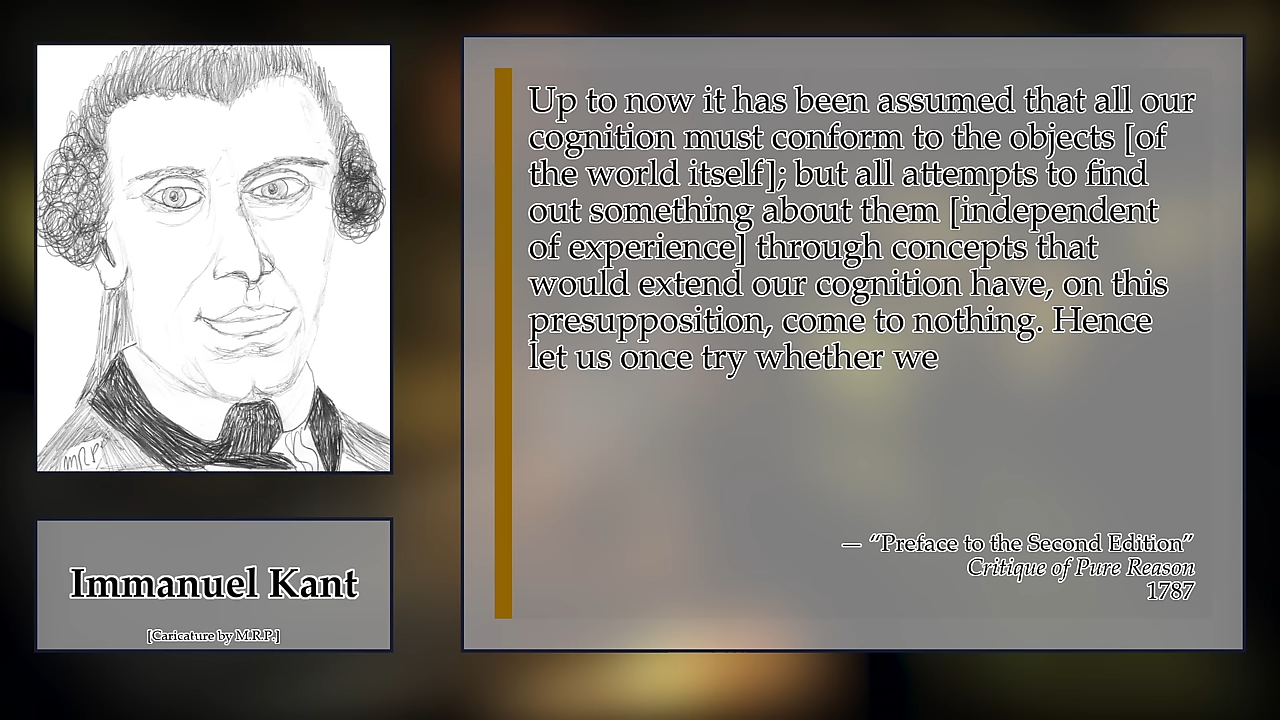 Up to now it has been assumed that all our
cognition must conform to the objects [of
the world itself]; but all attempts to find
out something about them [independent
of experience] through concepts that
would extend our cognition have, on this
presupposition, come to nothing. Hence
let us once try whether we
— “Preface to the Second Edition”
Critique of Pure Reason
1787
M.R.P.
Immanuel Kant
[Caricature by M.R.P.]